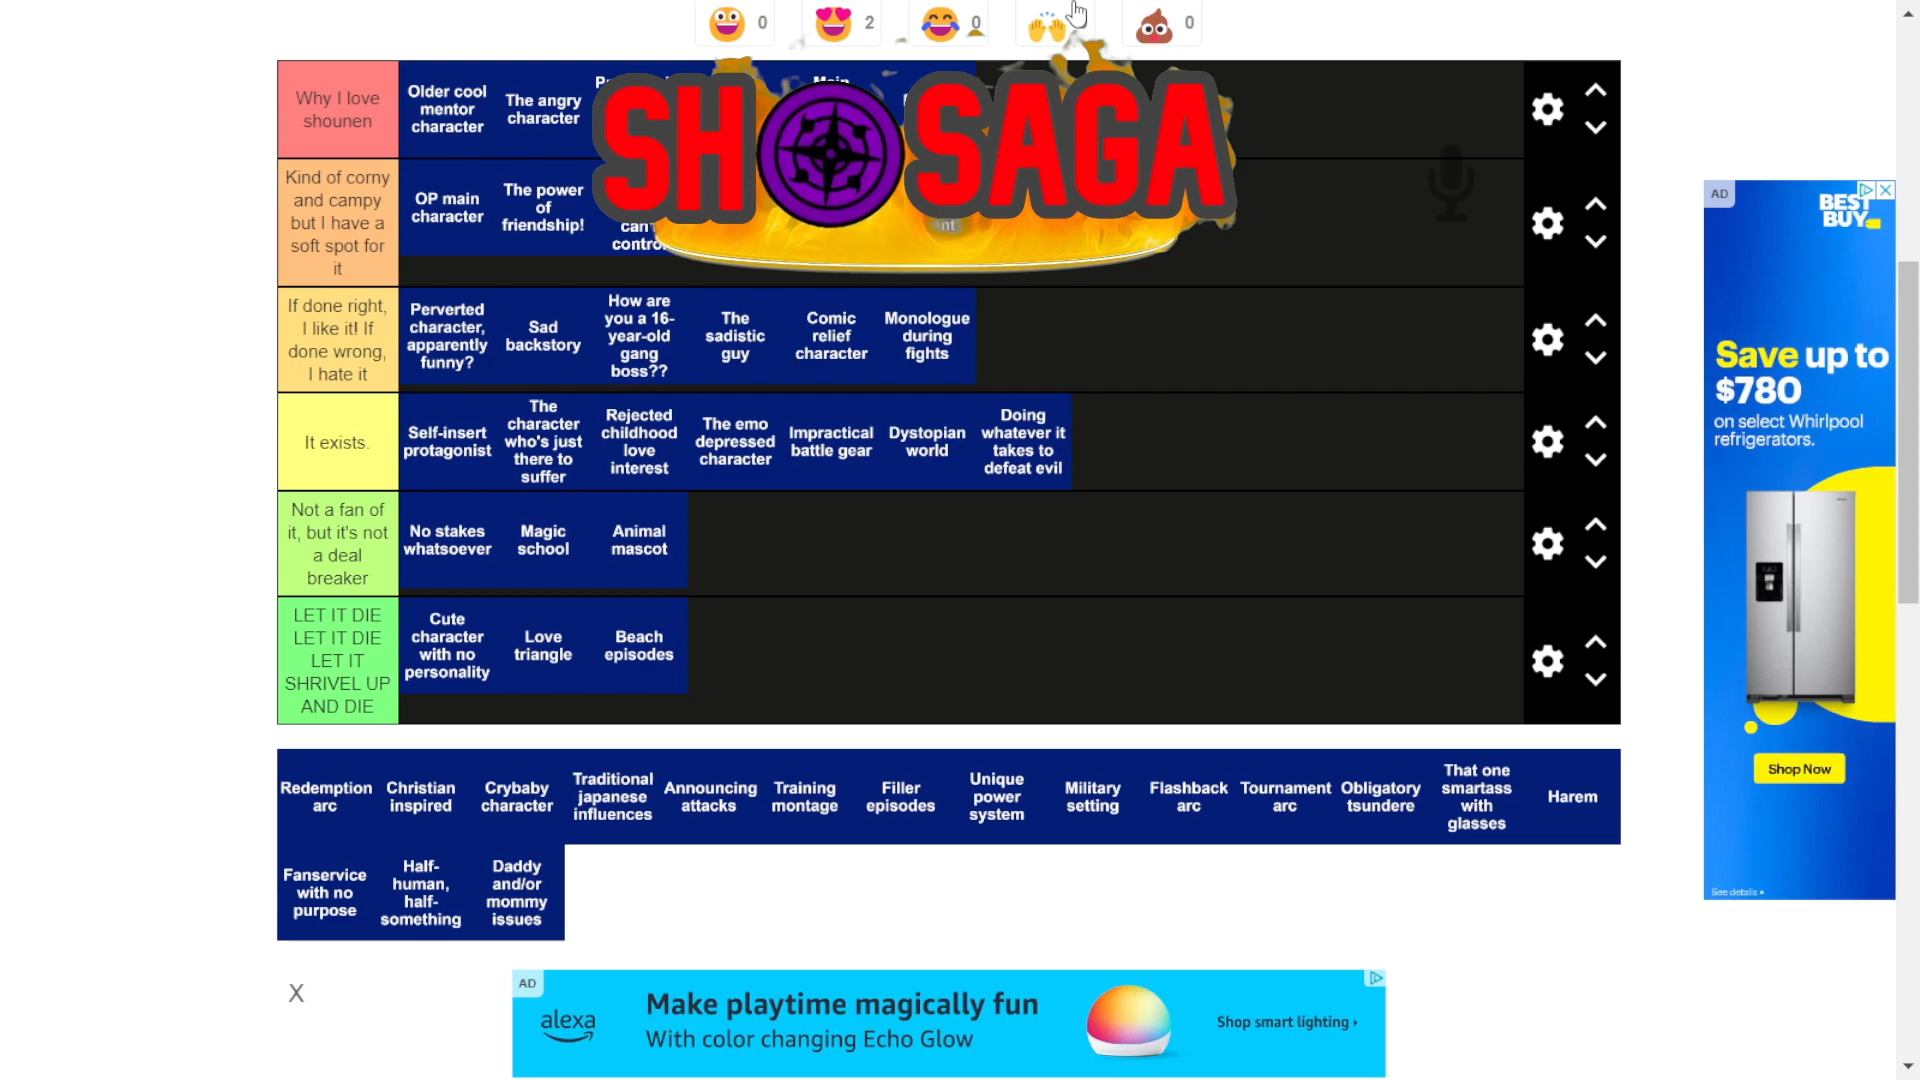 0
2
0
0
Why I love
shounen
Older cool
mentor
character
The angry
character
SH SAGA
Kind of corny
and campy
but I have a
soft spot for
it
OP main
character
The power
of
friendship!
can't
If done right,
I like it! If
done wrong,
I hate it
Perverted
character,
apparently
funny?
Sad
backstory
How are
you a 16-
year-old
gang
boss??
The
sadistic
guy
Comic
relief
character
Monologue
during
fights
It exists.
Self-insert
protagonist
The
character
who's just
there to
suffer
Rejected
childhood
love
interest
The emo
depressed
character
Impractical
battle gear
Dystopian
world
Doing
whatever it
takes to
defeat evil
Not a fan of
it, but it's not
a deal
breaker
No stakes
whatsoever
Magic
school
Animal
mascot
LET IT DIE
LET IT DIE
LET IT
SHRIVEL UP
AND DIE
Cute
character
with no
personality
Love
triangle
Beach
episodes
Redemption
arc
Christian
inspired
Crybaby
character
Traditional
japanese
influences
Announcing
attacks
Training
montage
Filler
episodes
Unique
power
system
Military
setting
Flashback
arc
Tournament
arc
Obligatory
tsundere
That one
smartass
with
glasses
Harem
Fanservice
with no
purpose
Half-
human,
half-
something
Daddy
and/or
mommy
issues
AD
BEST
BUY
Save up to
$780
on select Whirlpool
refrigerators.
Shop Now
See details
X
AD
alexa
Make playtime magically fun
With color changing Echo Glow
Shop smart lighting ›